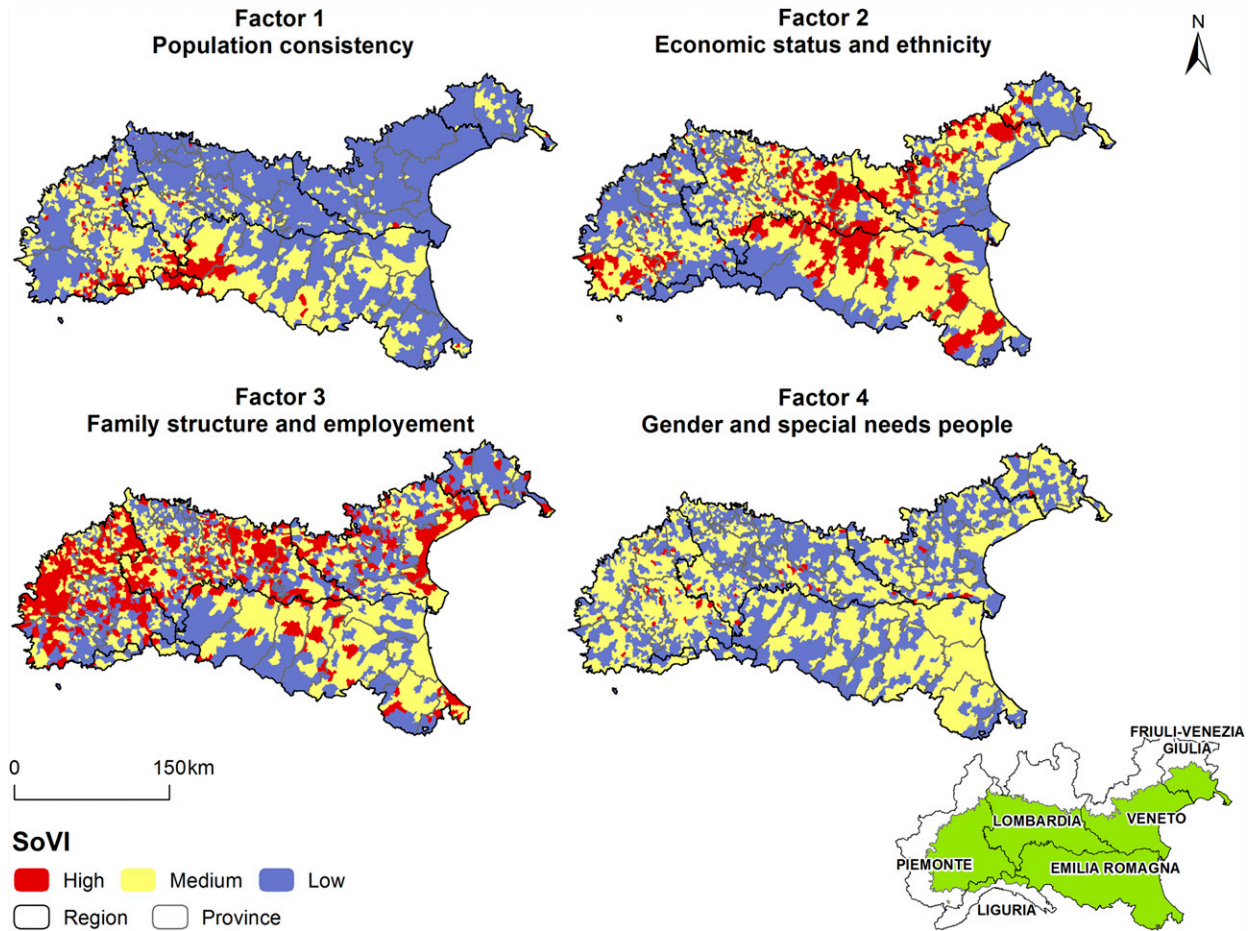 Factor 1
Population consistency
Factor 2
Economic status and ethnicity
N
Factor 3
Family structure and employement
Factor 4
Gender and special needs people
0 150km
SoVI
High Medium Low
Region Province
FRIULI-VENEZIA
GIULIA
LOMBARDIA
VENETO
PIEMONTE
EMILIA ROMAGNA
LIGURIA